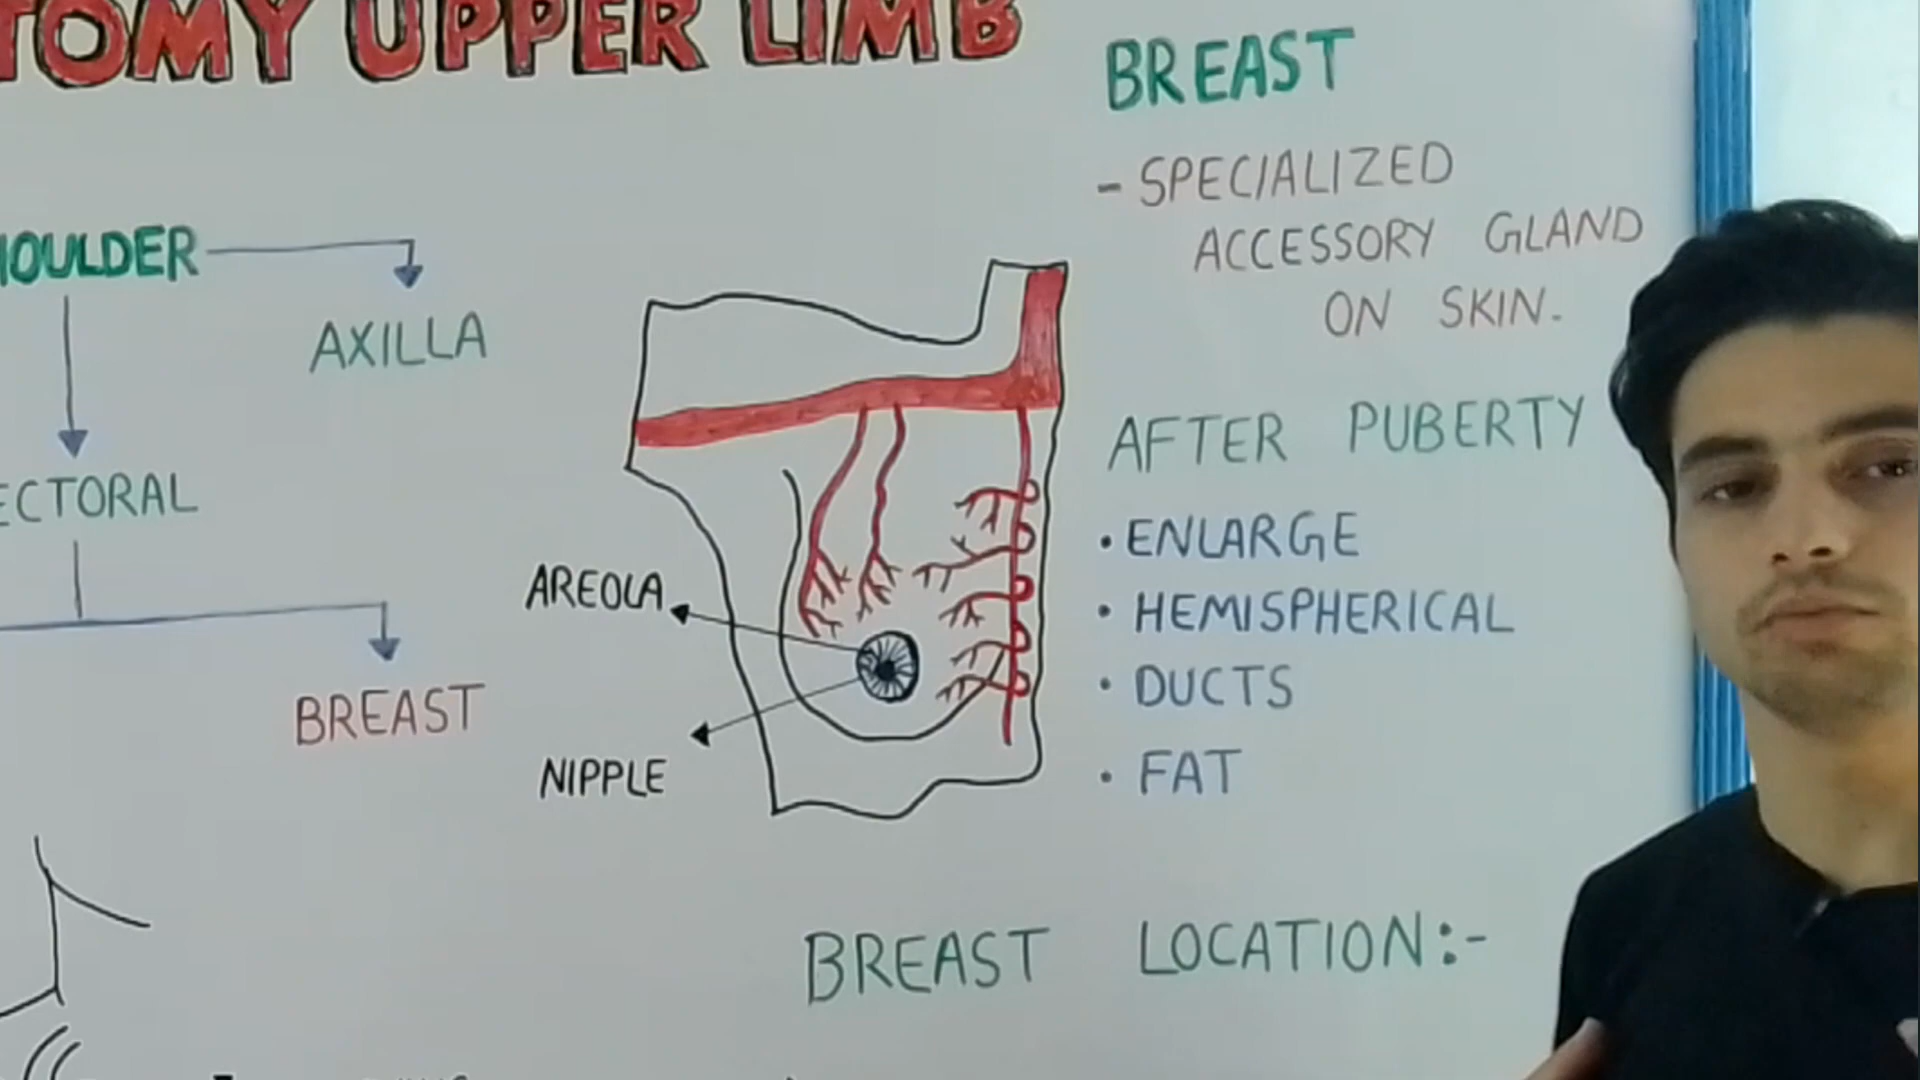 TOMY UPPER LIMB
HOULDER
AXILLA
ECTORAL
BREAST
AREOLA
NIPPLE
BREAST
- SPECIALIZED
ACCESSORY GLAND
ON SKIN.
AFTER PUBERTY
• ENLARGE
• HEMISPHERICAL
• DUCTS
• FAT
BREAST LOCATION:-